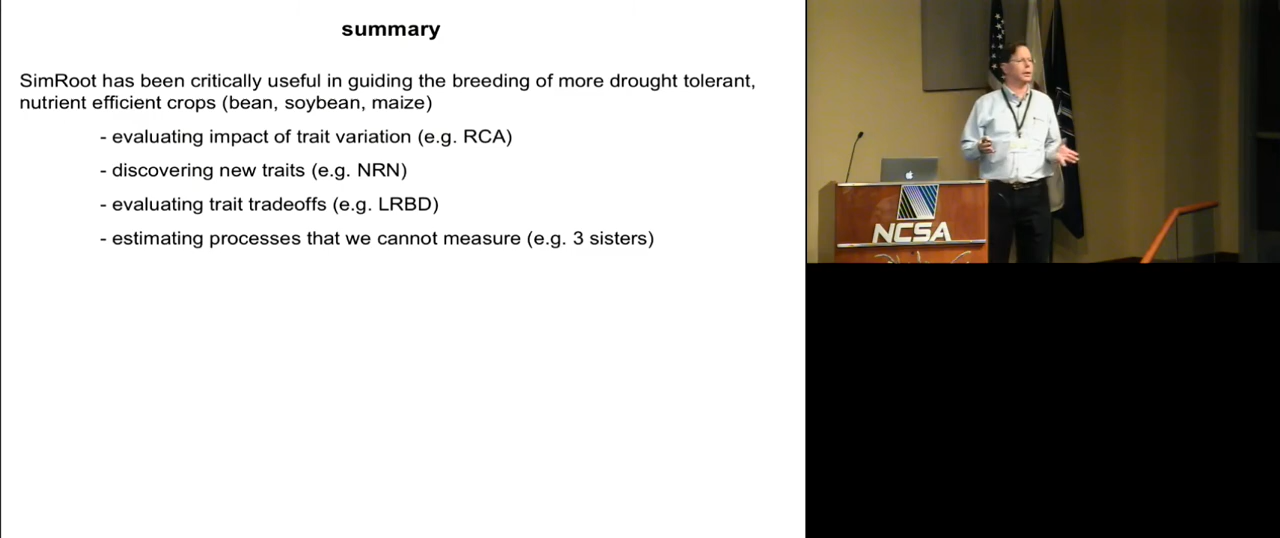 summary
SimRoot has been critically useful in guiding the breeding of more drought tolerant,
nutrient efficient crops (bean, soybean, maize)
- evaluating impact of trait variation (e.g. RCA)
- discovering new traits (e.g. NRN)
- evaluating trait tradeoffs (e.g. LRBD)
- estimating processes that we cannot measure (e.g. 3 sisters)
NCSA